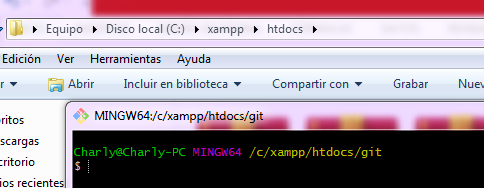 Equipo ▸ Disco local (C:) ▸ xampp ▸ htdocs ▸
Edición Ver Herramientas Ayuda
Abrir Incluir en biblioteca Compartir con Grabar Nuev
ritos
scargas
critorio
ios recientes
MINGW64:/c/xampp/htdocs/git
Charly@Charly-PC MINGW64 /c/xampp/htdocs/git
$